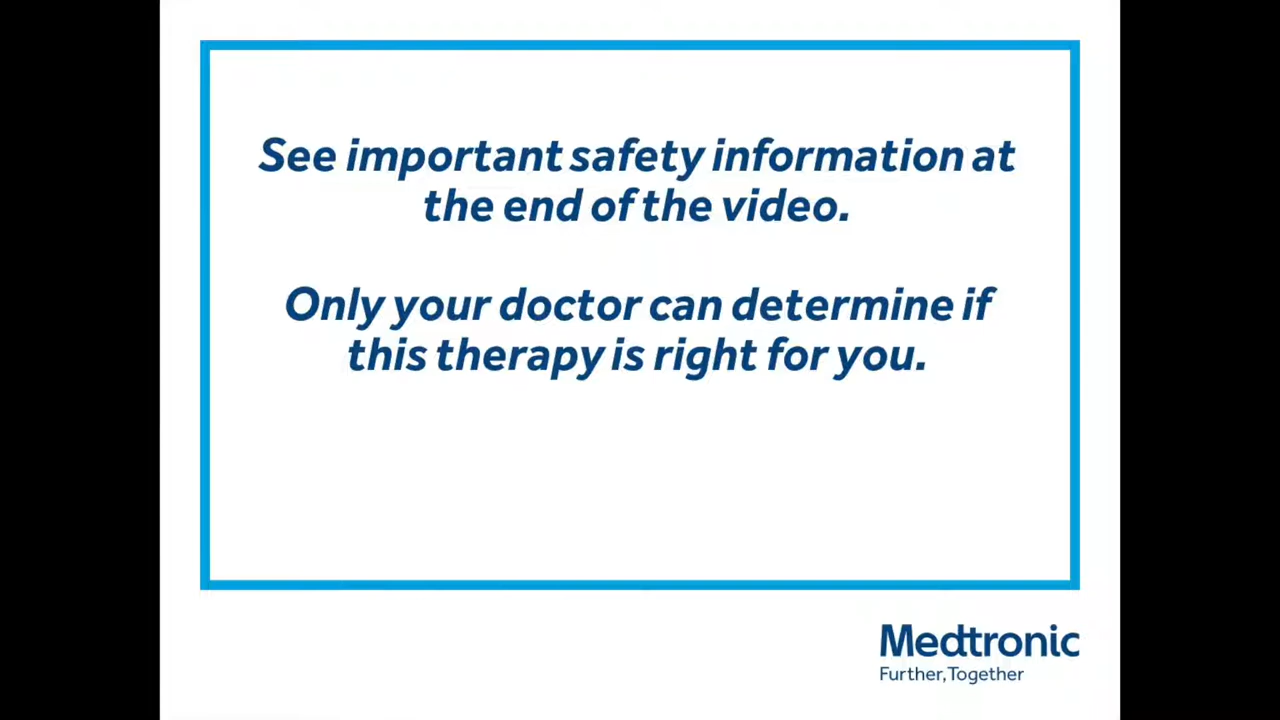 See important safety information at
the end of the video.
Only your doctor can determine if
this therapy is right for you.
Medtronic
Further, Together